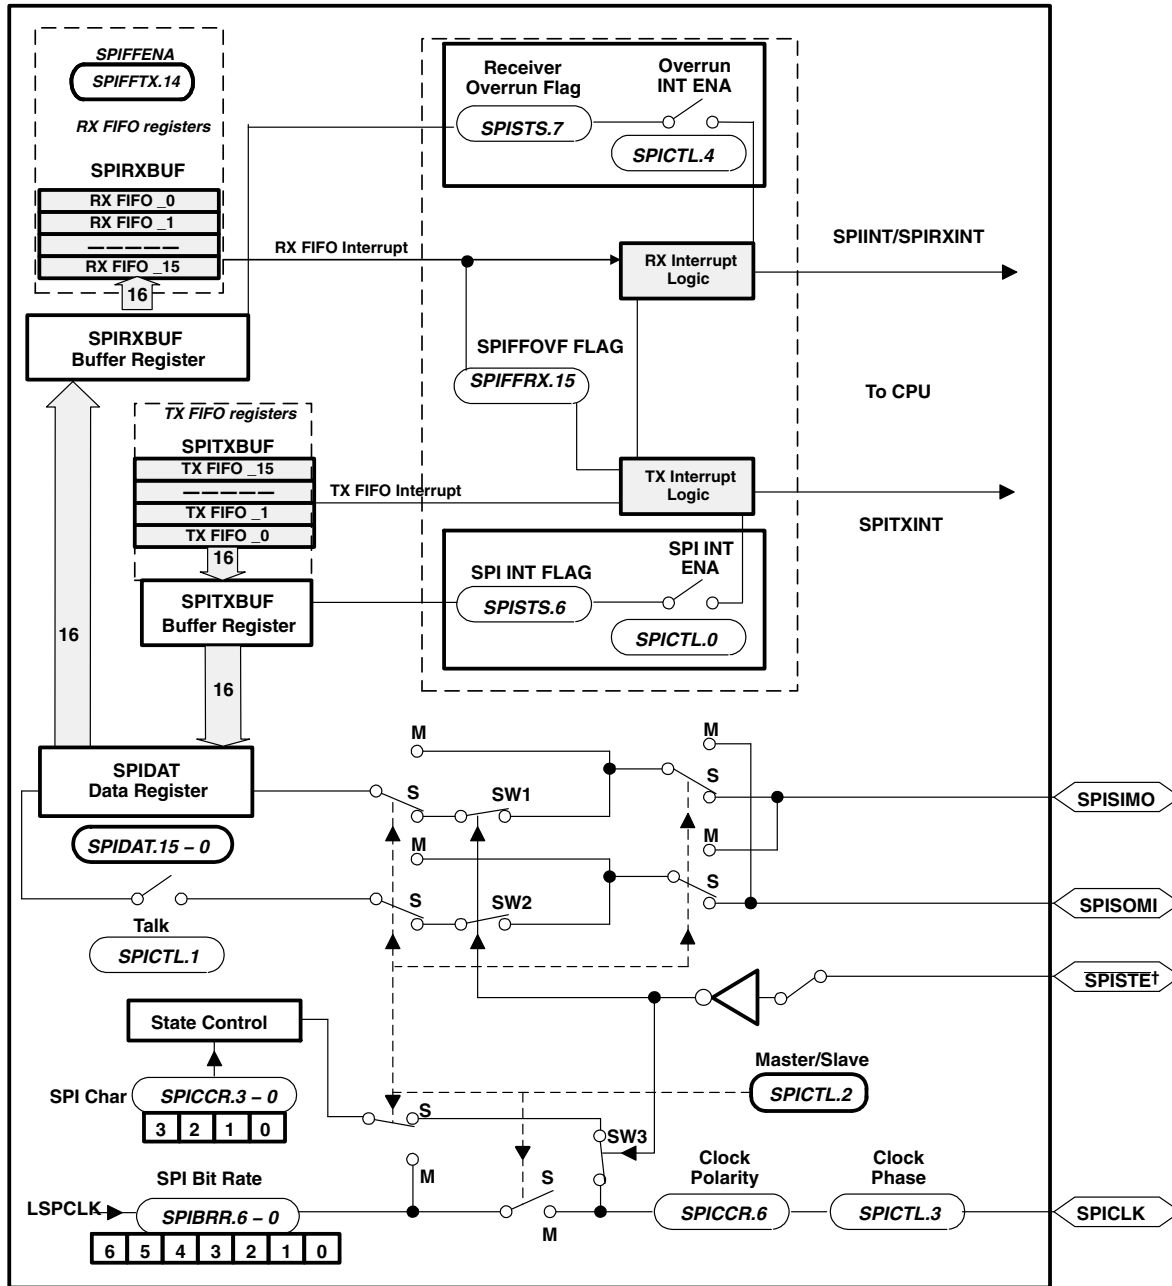 SPIFFENA
SPIFFTX.14
RX FIFO registers
SPIRXBUF
RX FIFO _0
RX FIFO _1
— — — — —
RX FIFO _15
16
SPIRXBUF
Buffer Register
Receiver
Overrun Flag
SPISTS.7
Overrun
INT ENA
SPICTL.4
RX FIFO Interrupt
RX Interrupt
Logic
SPIINT/SPIRXINT
SPIFFOVF FLAG
SPIFFRX.15
To CPU
TX FIFO registers
SPITXBUF
TX FIFO _15
— — — — —
TX FIFO _1
TX FIFO _0
16
TX FIFO Interrupt
TX Interrupt
Logic
SPITXINT
SPITXBUF
Buffer Register
SPI INT FLAG
SPISTS.6
SPI INT
ENA
SPICTL.0
16
16
SPIDAT
Data Register
SPIDAT.15 – 0
M
S
SW1
M
S
SPISIMO
M
S
SW2
M
S
SPISOMI
Talk
SPICTL.1
SPISTE†
State Control
Master/Slave
SPICTL.2
SPI Char
SPICCR.3 – 0
3 2 1 0
S
M
SW3
SPI Bit Rate
LSPCLK
SPIBRR.6 – 0
6 5 4 3 2 1 0
S
M
Clock
Polarity
SPICCR.6
Clock
Phase
SPICTL.3
SPICLK